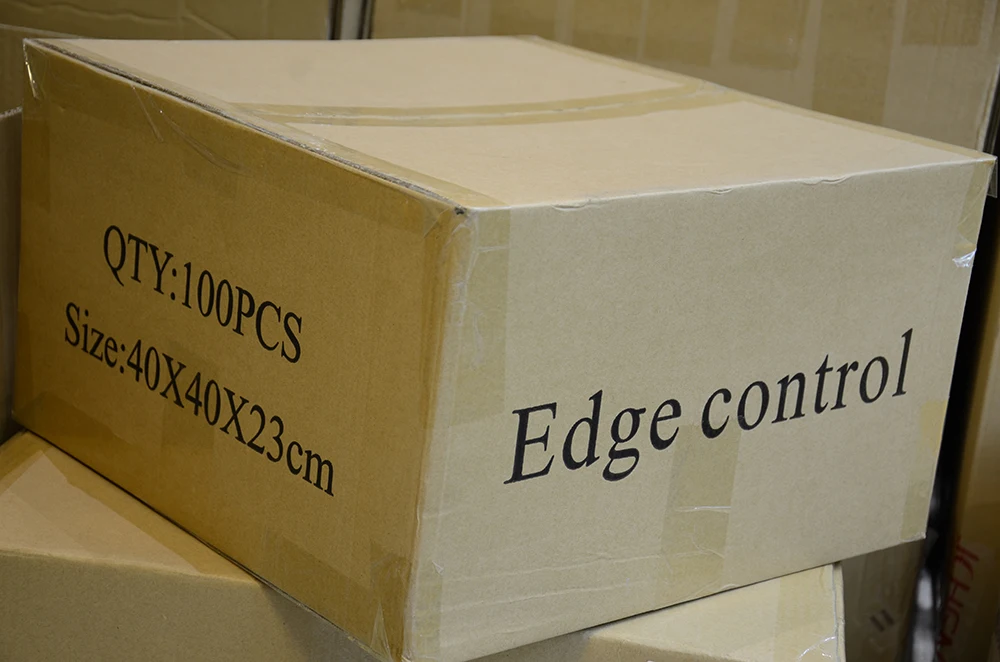 QTY:100PCS
Size:40X40X23cm
Edge control